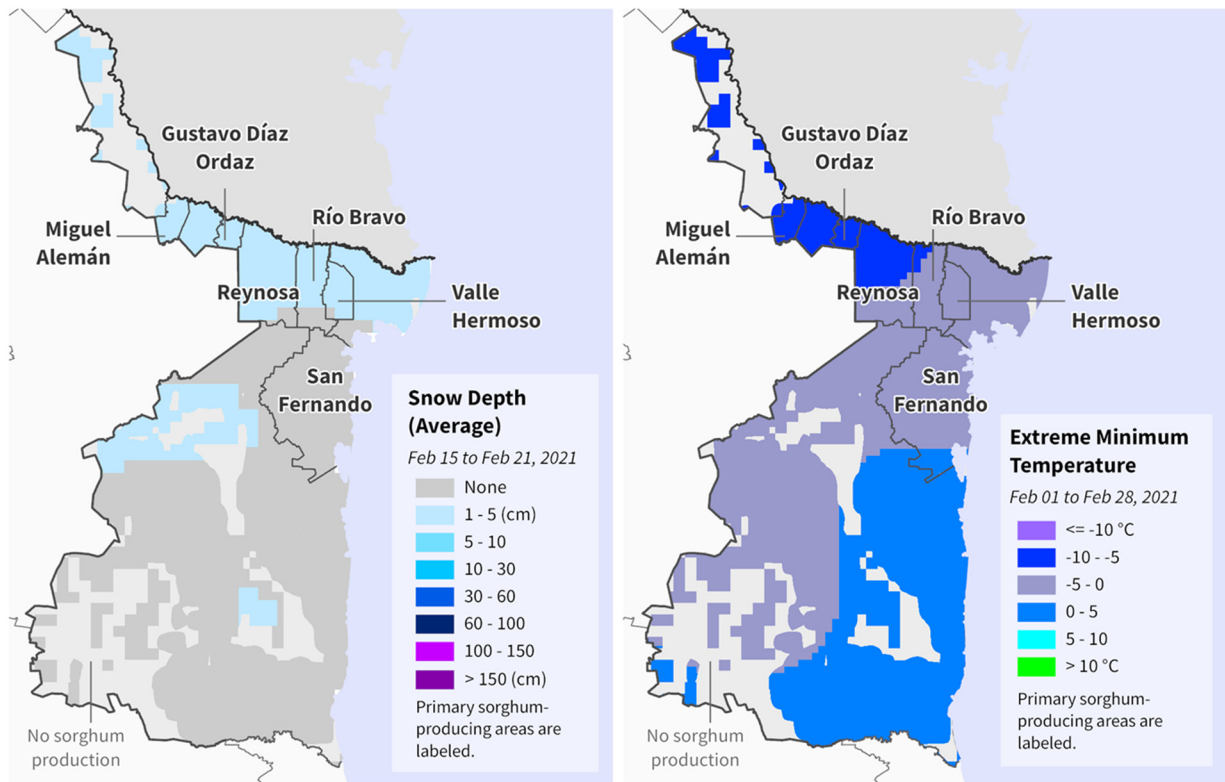 Gustavo Díaz
Ordaz
Miguel
Alemán
Río Bravo
Reynosa
Valle
Hermoso
San
Fernando
No sorghum
production
Snow Depth
(Average)
Feb 15 to Feb 21, 2021
None
1 - 5 (cm)
5 - 10
10 - 30
30 - 60
60 - 100
100 - 150
> 150 (cm)
Primary sorghum-
producing areas are
labeled.
Gustavo Díaz
Ordaz
Miguel
Alemán
Río Bravo
Reynosa
Valle
Hermoso
San
Fernando
No sorghum
production
Extreme Minimum
Temperature
Feb 01 to Feb 28, 2021
<= -10 °C
-10 - -5
-5 - 0
0 - 5
5 - 10
> 10 °C
Primary sorghum-
producing areas are
labeled.